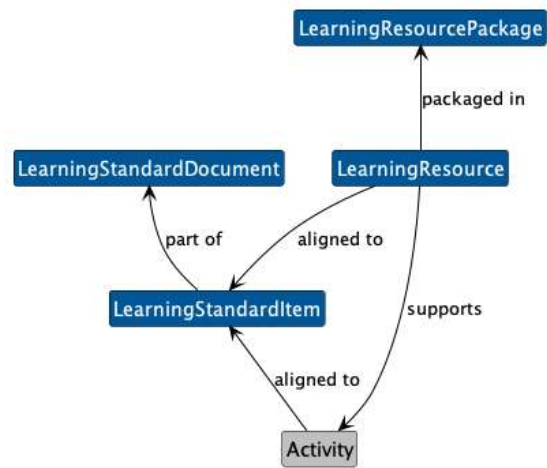 LearningResourcePackage
packaged in
LearningStandardDocument
LearningResource
part of
aligned to
LearningStandardItem
supports
aligned to
Activity